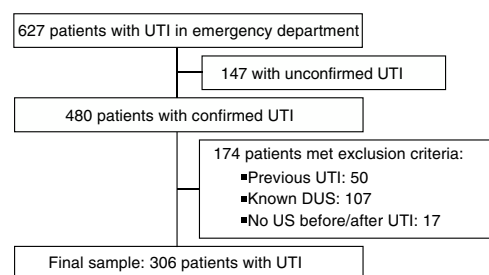 627 patients with UTI in emergency department
147 with unconfirmed UTI
480 patients with confirmed UTI
174 patients met exclusion criteria:
▪Previous UTI: 50
▪Known DUS: 107
▪No US before/after UTI: 17
Final sample: 306 patients with UTI